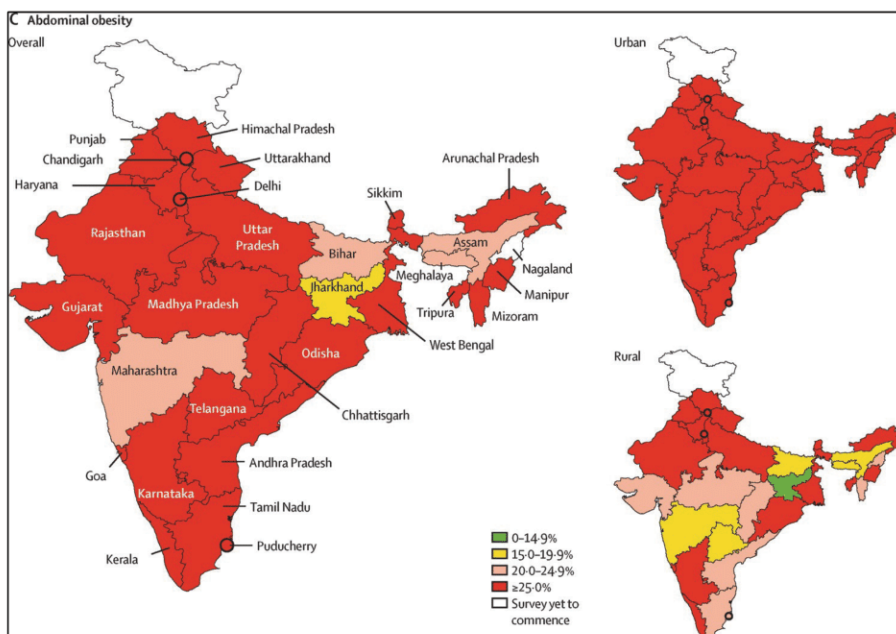 C Abdominal obesity
Overall
Urban
Himachal Pradesh
Punjab
Chandigarh
Uttarakhand
Arunachal Pradesh
Haryana
Delhi
Sikkim
Rajasthan
Uttar
Pradesh
Bihar
Assam
Nagaland
Meghalaya
Jharkhand
Gujarat
Madhya Pradesh
Manipur
Tripura
Mizoram
West Bengal
Odisha
Rural
Maharashtra
Telangana
Chhattisgarh
Goa
Andhra Pradesh
Karnataka
Tamil Nadu
Kerala
Puducherry
0–14·9%
15·0–19·9%
20·0–24·9%
≥25·0%
Survey yet to
commence